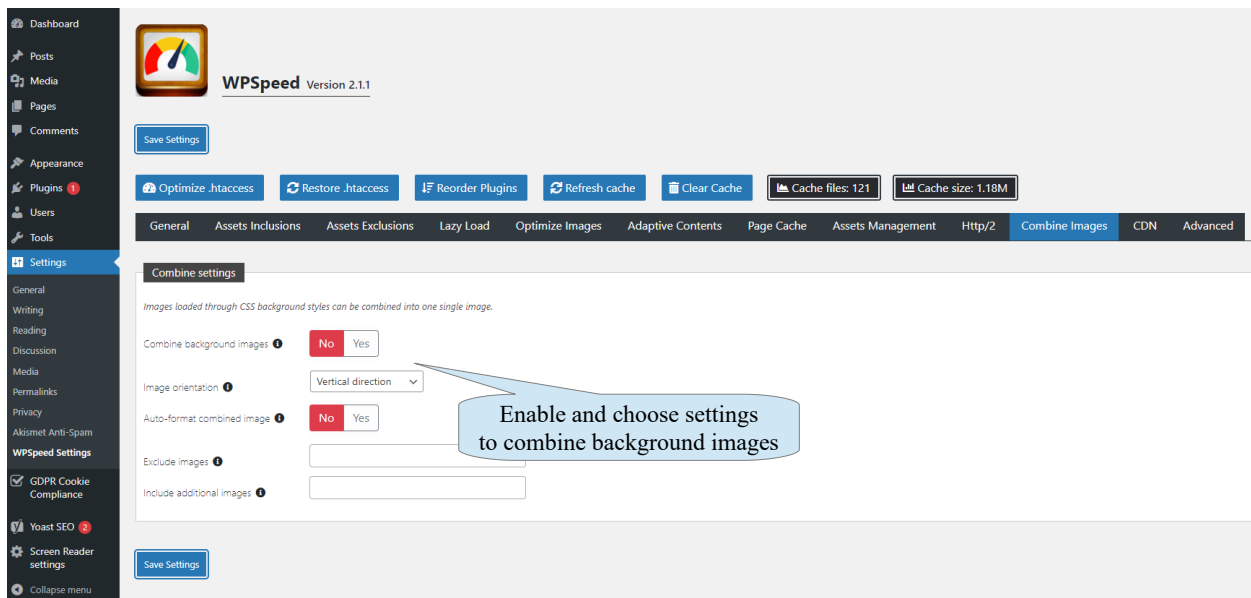 Dashboard
Posts
Media
Pages
Comments
Appearance
Plugins 1
Users
Tools
Settings
General
Writing
Reading
Discussion
Media
Permalinks
Privacy
Akismet Anti-Spam
WPSpeed Settings
GDPR Cookie
Compliance
Yoast SEO 2
Screen Reader
settings
Collapse menu
WPSpeed Version 2.1.1
Save Settings
Optimize .htaccess Restore .htaccess Reorder Plugins Refresh cache Clear Cache Cache files: 121 Cache size: 1.18M
General Assets Inclusions Assets Exclusions Lazy Load Optimize Images Adaptive Contents Page Cache Assets Management Http/2 Combine Images CDN Advanced
Combine settings
Images loaded through CSS background styles can be combined into one single image.
Combine background images No Yes
Image orientation Vertical direction
Auto-format combined image No Yes
Exclude images
Include additional images
Enable and choose settings
to combine background images
Save Settings